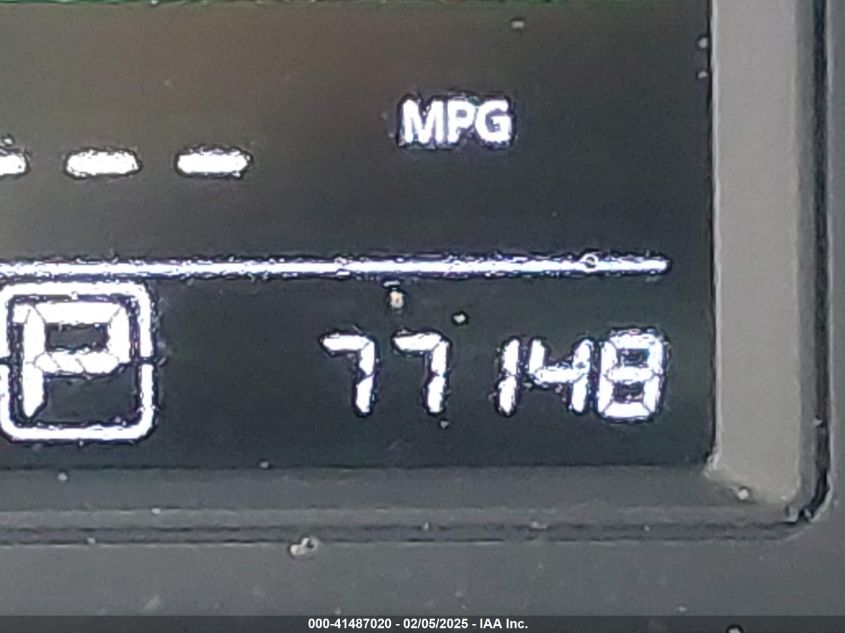 MPG
-- -- --
P 77148
000-41487020 - 02/05/2025 - IAA Inc.